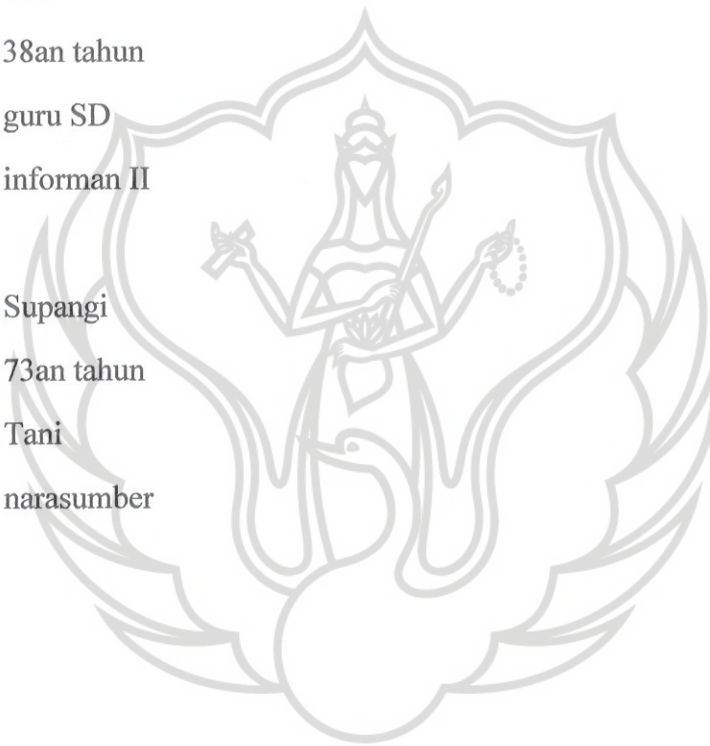 38an tahun
guru SD
informan II
Supangi
73an tahun
Tani
narasumber